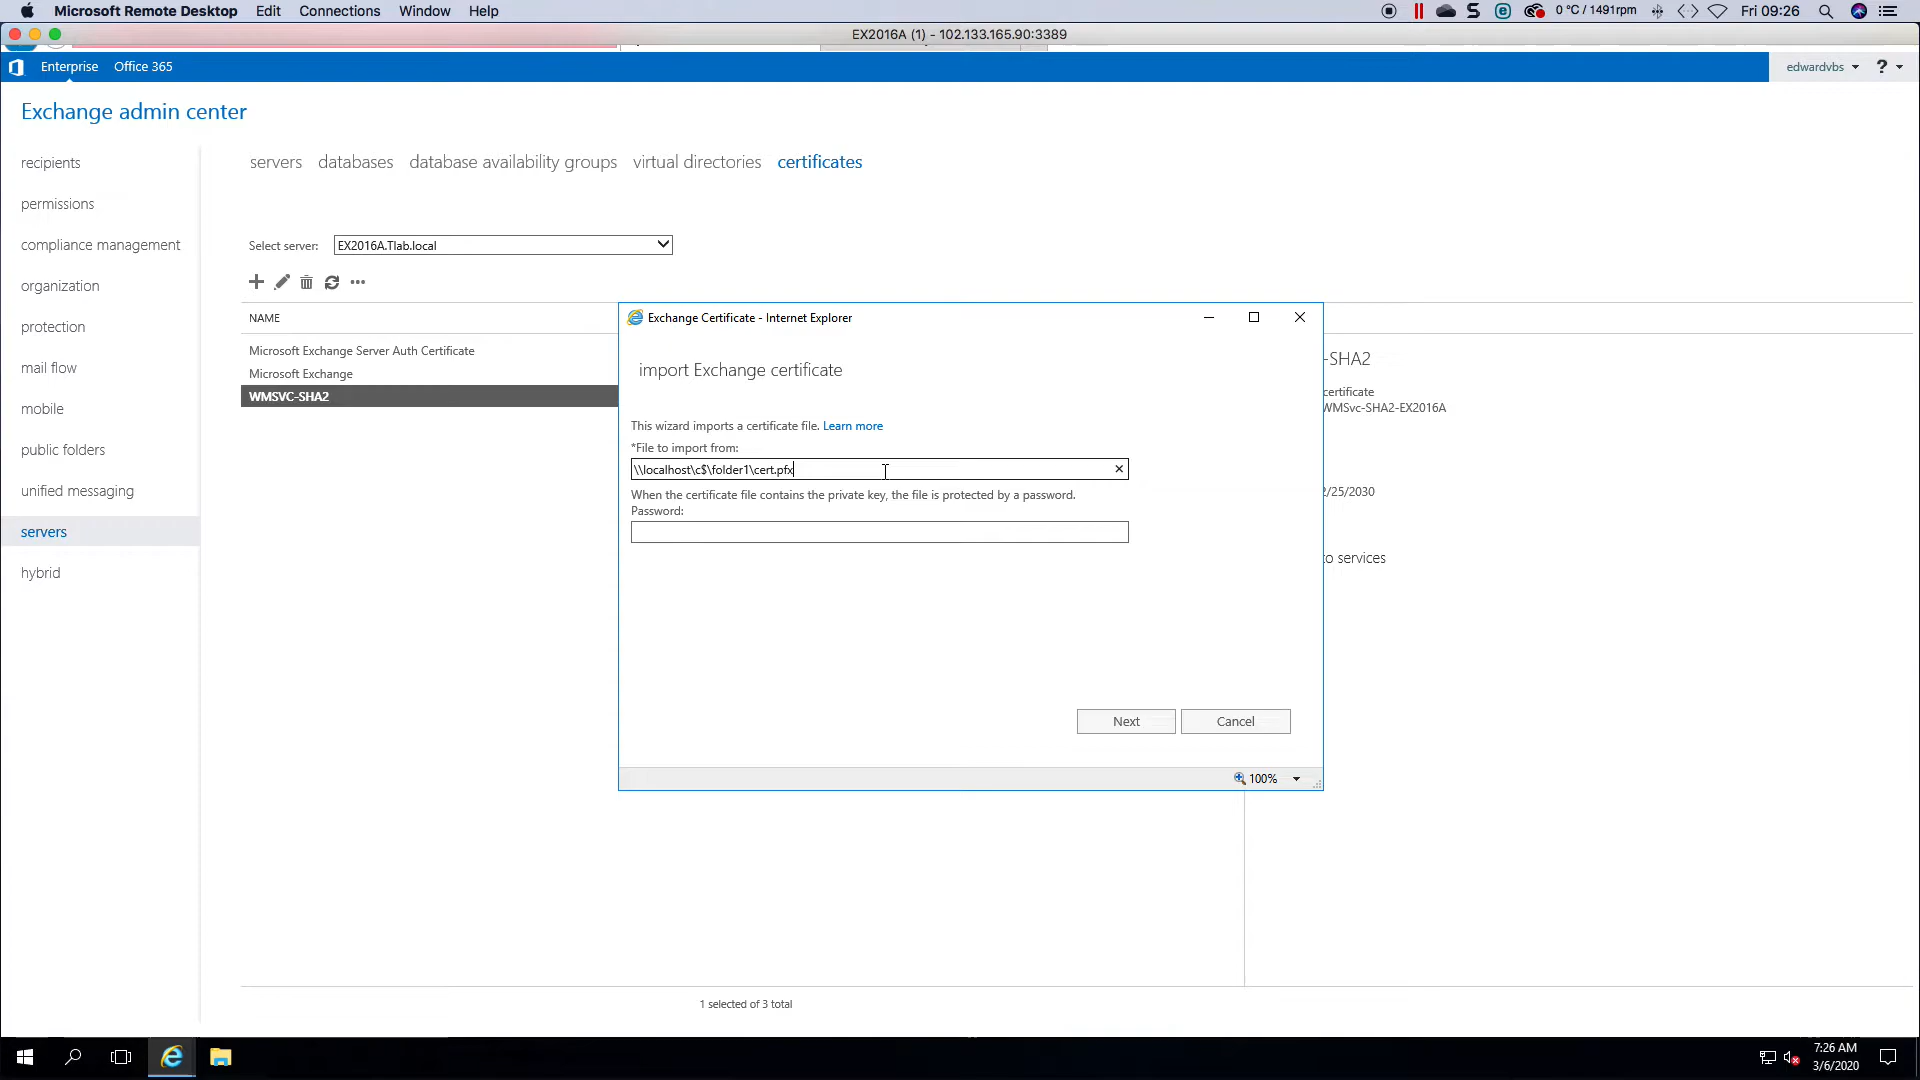 Microsoft Remote Desktop Edit Connections Window Help
0 °C / 1491rpm Fri 09:26
EX2016A (1) - 102.133.165.90:3389
Enterprise Office 365
edwardvbs ?
Exchange admin center
recipients
permissions
compliance management
organization
protection
mail flow
mobile
public folders
unified messaging
servers
hybrid
servers databases database availability groups virtual directories certificates
Select server: EX2016A.Tlab.local
NAME
Microsoft Exchange Server Auth Certificate
Microsoft Exchange
WMSVC-SHA2
Exchange Certificate - Internet Explorer
import Exchange certificate
This wizard imports a certificate file. Learn more
*File to import from:
\\localhost\c$\folder1\cert.pfx
When the certificate file contains the private key, the file is protected by a password.
Password:
Next Cancel
100%
-SHA2
certificate
WMSvc-SHA2-EX2016A
/25/2030
to services
1 selected of 3 total
7:26 AM
3/6/2020